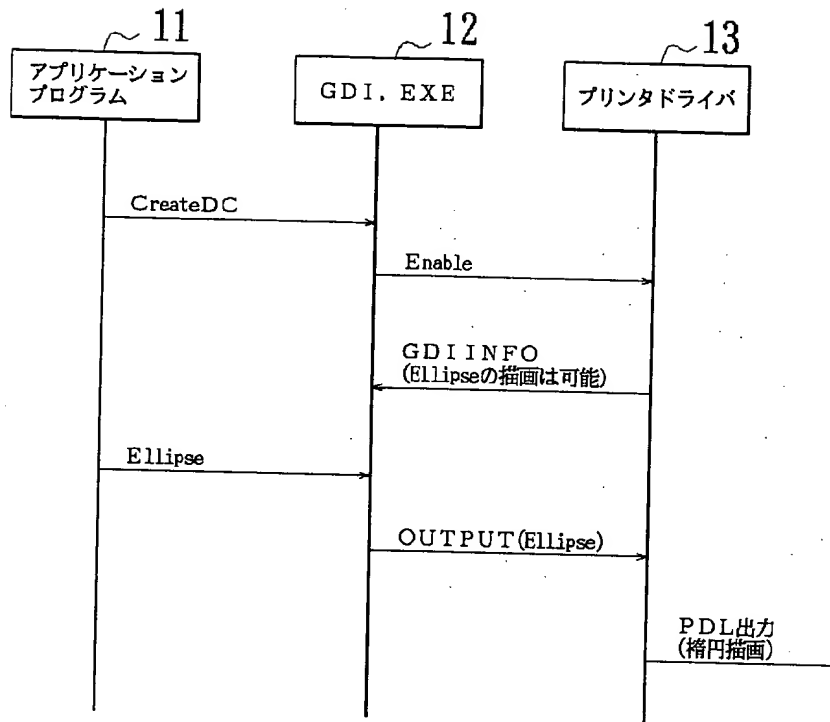 11
アプリケーション
プログラム
12
GDI．EXE
13
プリンタドライバ
CreateDC
Enable
GDIINFO
(Ellipseの描画は可能)
Ellipse
OUTPUT(Ellipse)
PDL出力
(楕円描画)